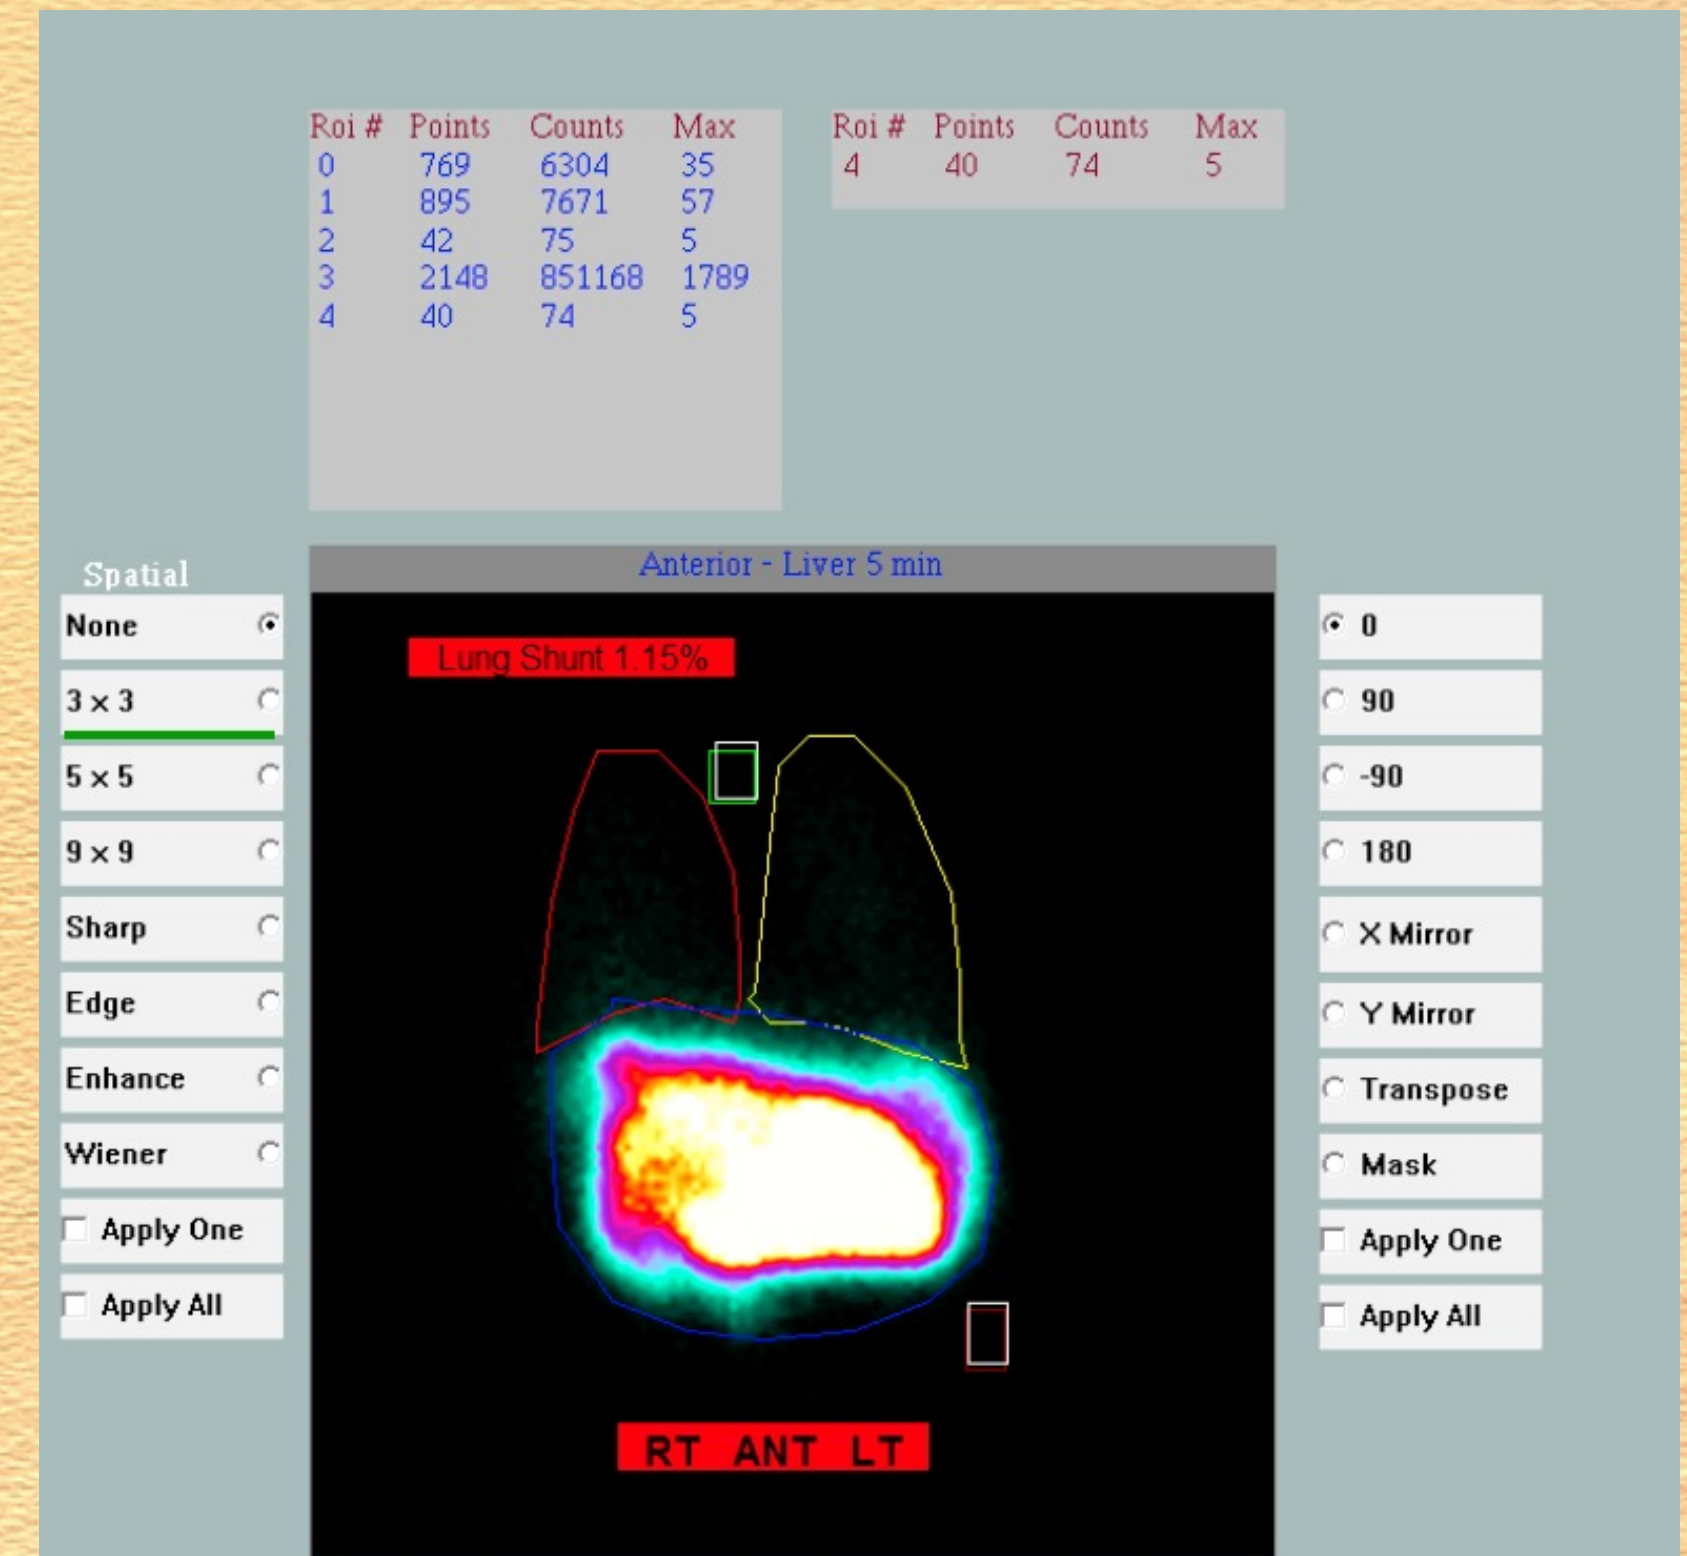 Roi # Points Counts Max
0 769 6304 35
1 895 7671 57
2 42 75 5
3 2148 851168 1789
4 40 74 5
Roi # Points Counts Max
4 40 74 5
Anterior - Liver 5 min
Spatial
None
3 x 3
5 x 5
9 x 9
Sharp
Edge
Enhance
Wiener
Apply One
Apply All
Lung Shunt 1.15%
RT ANT LT
0
90
-90
180
X Mirror
Y Mirror
Transpose
Mask
Apply One
Apply All